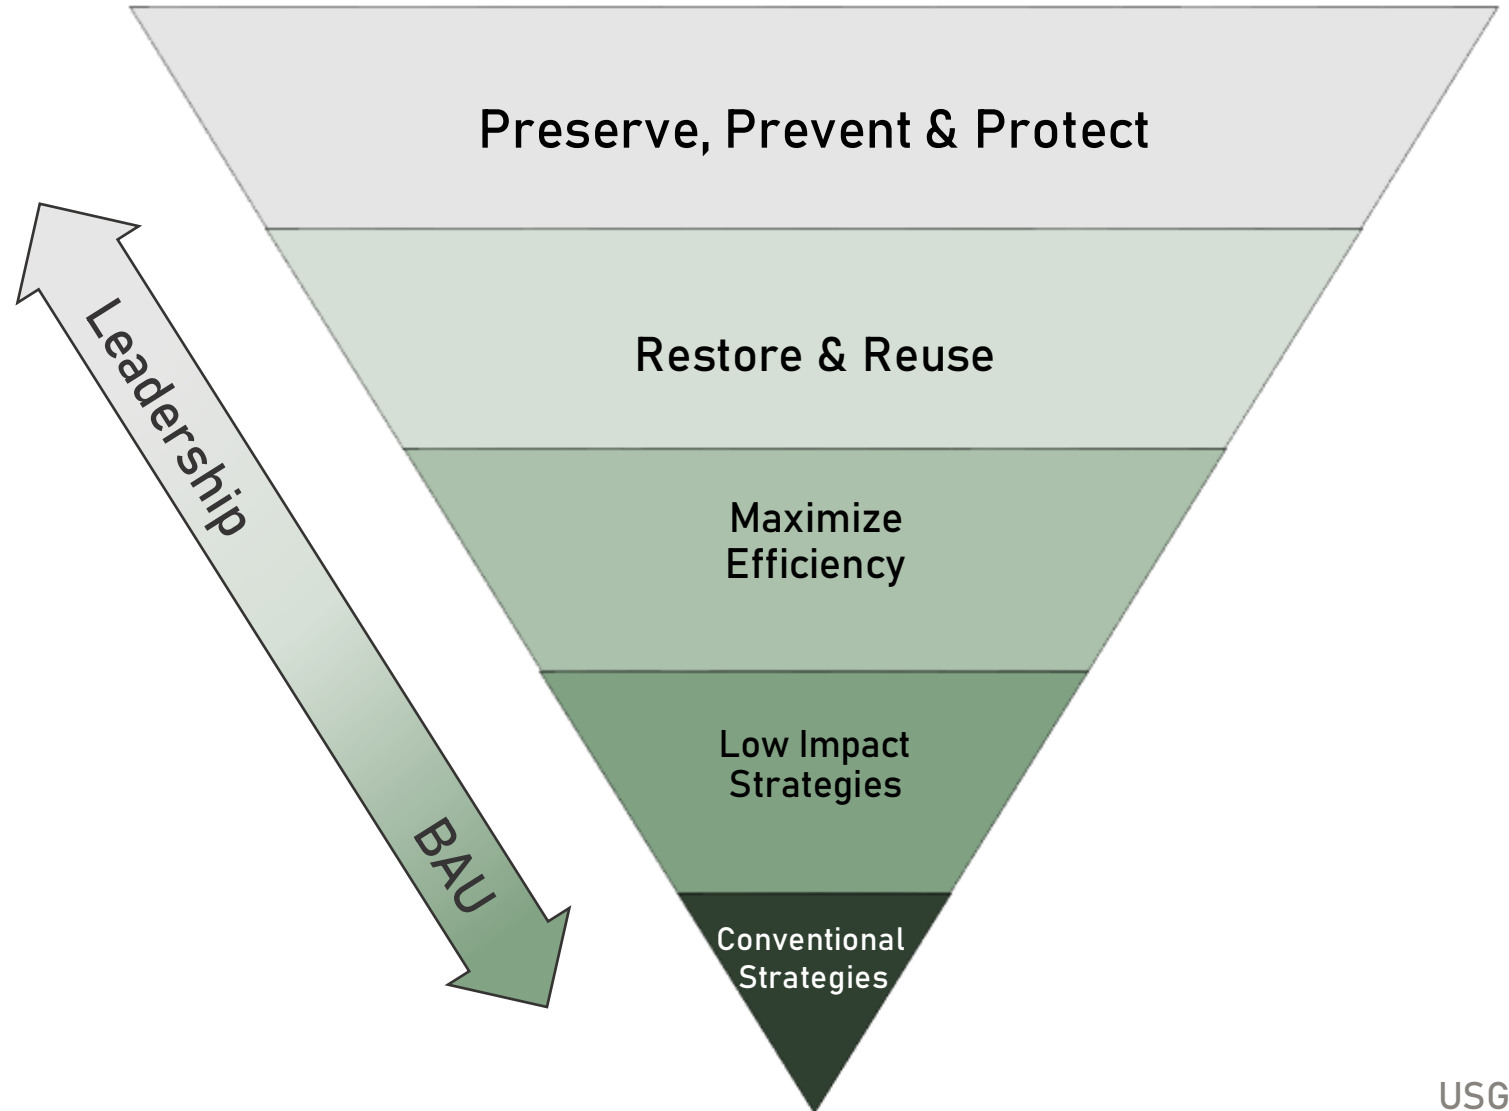 Preserve, Prevent & Protect
Leadership
Restore & Reuse
Maximize
Efficiency
Low Impact
Strategies
BAU
Conventional
Strategies
USG